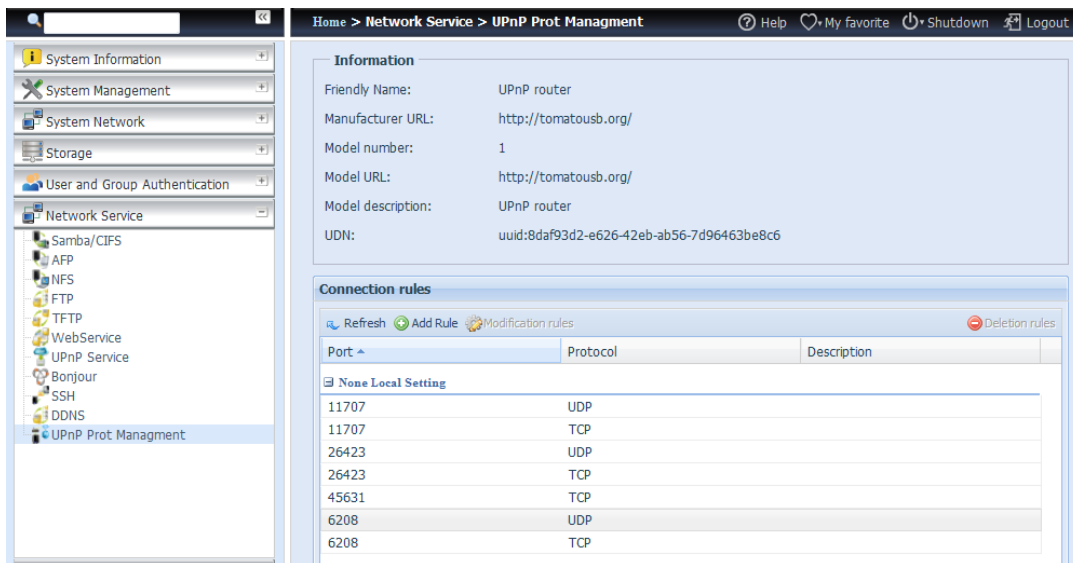 Home > Network Service > UPnP Prot Managment Help My favorite Shutdown Logout
System Information
System Management
System Network
Storage
User and Group Authentication
Network Service
Samba/CIFS
AFP
NFS
FTP
TFTP
WebService
UPnP Service
Bonjour
SSH
DDNS
UPnP Prot Managment
Information
Friendly Name: UPnP router
Manufacturer URL: http://tomatousb.org/
Model number: 1
Model URL: http://tomatousb.org/
Model description: UPnP router
UDN: uuid:8daf93d2-e626-42eb-ab56-7d96463be8c6
Connection rules
Refresh Add Rule Modification rules Deletion rules
Port Protocol Description
None Local Setting
11707 UDP
11707 TCP
26423 UDP
26423 TCP
45631 TCP
6208 UDP
6208 TCP